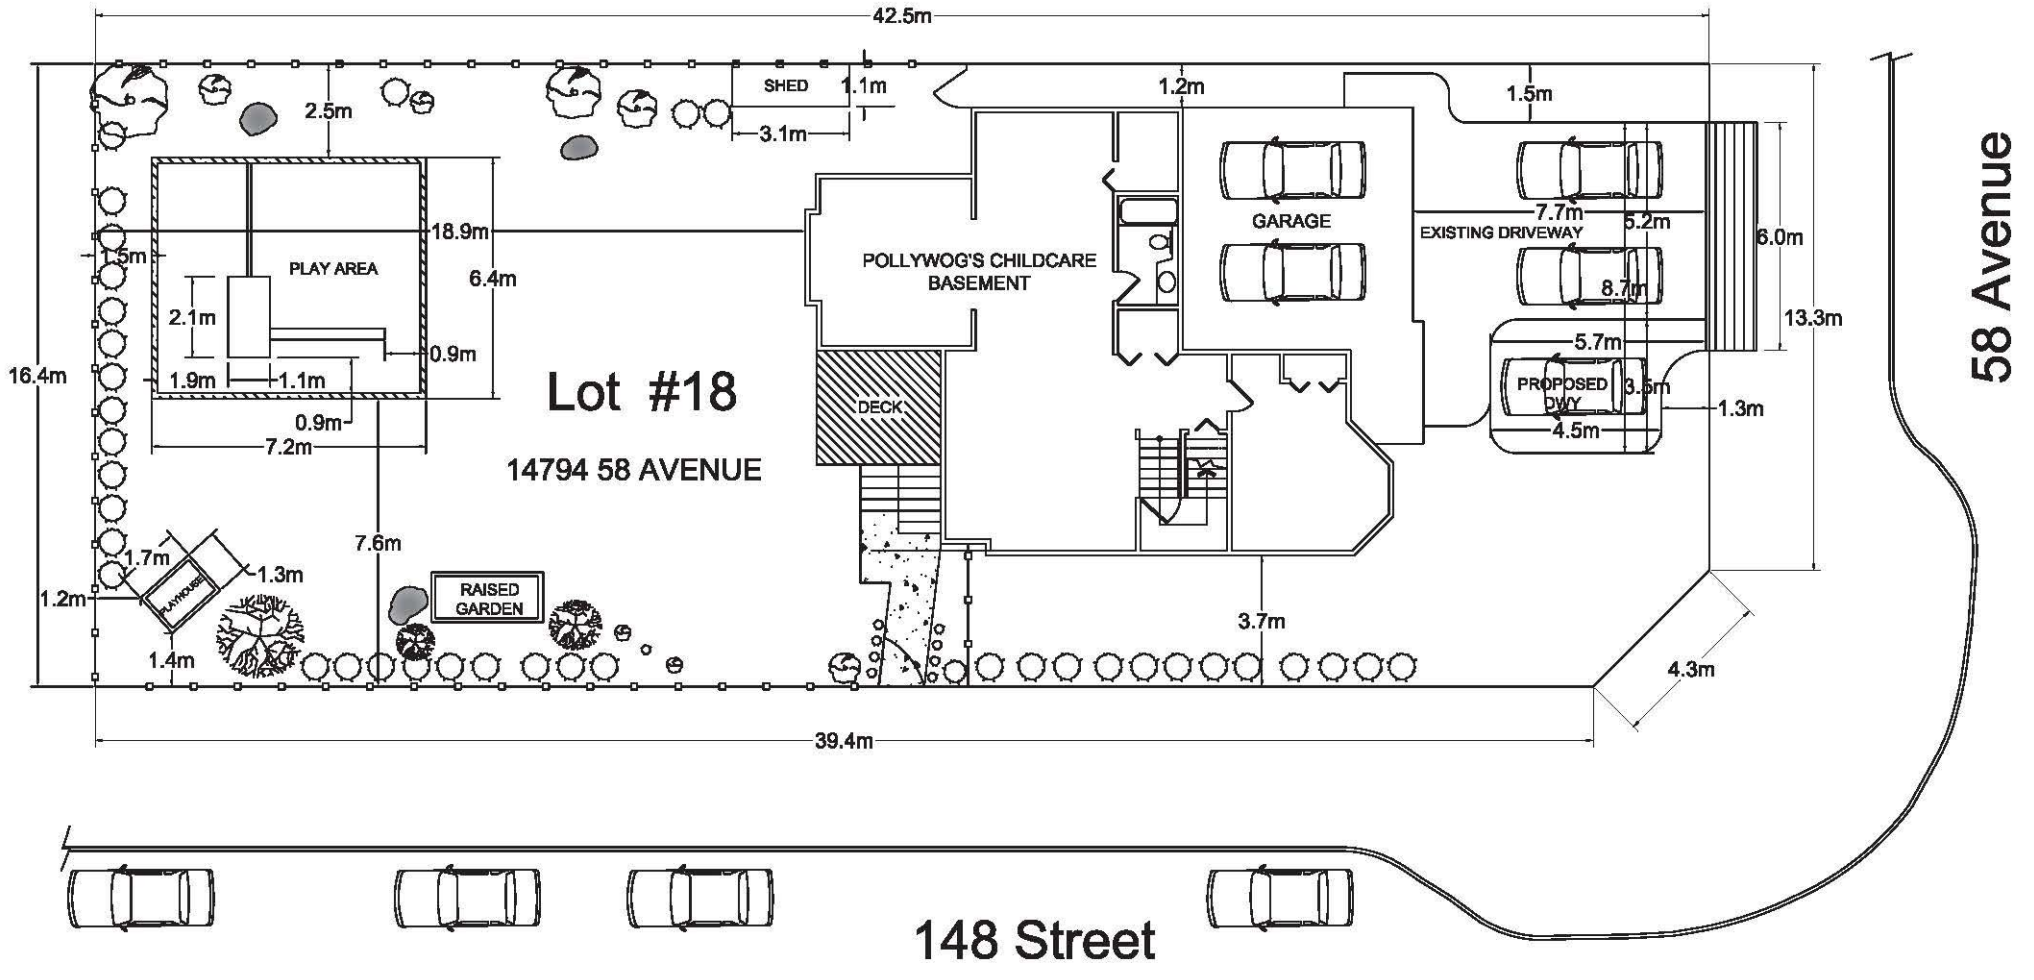 42.5m
SHED
1.1m
1.2m
1.5m
2.5m
3.1m
7.7m
5.2m
GARAGE
EXISTING DRIVEWAY
18.9m
6.0m
1.5m
PLAY AREA
POLLYWOG'S CHILDCARE
BASEMENT
6.4m
8.7m
2.1m
13.3m
5.7m
0.9m
16.4m
1.9m
1.1m
Lot #18
PROPOSED
DWY
3.5m
DECK
1.3m
0.9m
4.5m
7.2m
14794 58 AVENUE
58 Avenue
7.6m
1.7m
1.3m
PLAYHOUSE
RAISED
GARDEN
1.2m
3.7m
1.4m
4.3m
39.4m
148 Street